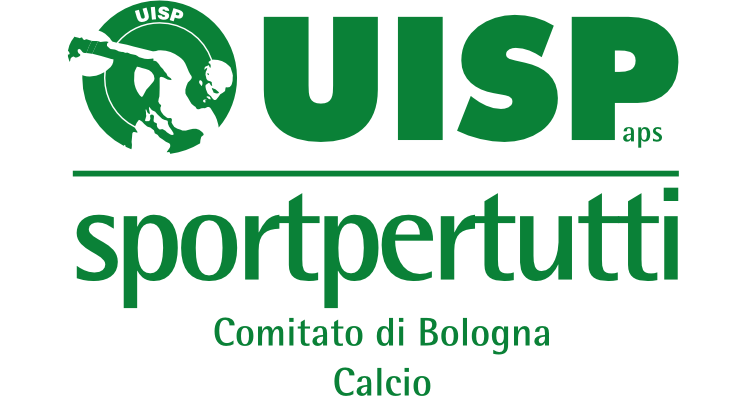 UISP
UISP
aps
sportpertutti
Comitato di Bologna
Calcio